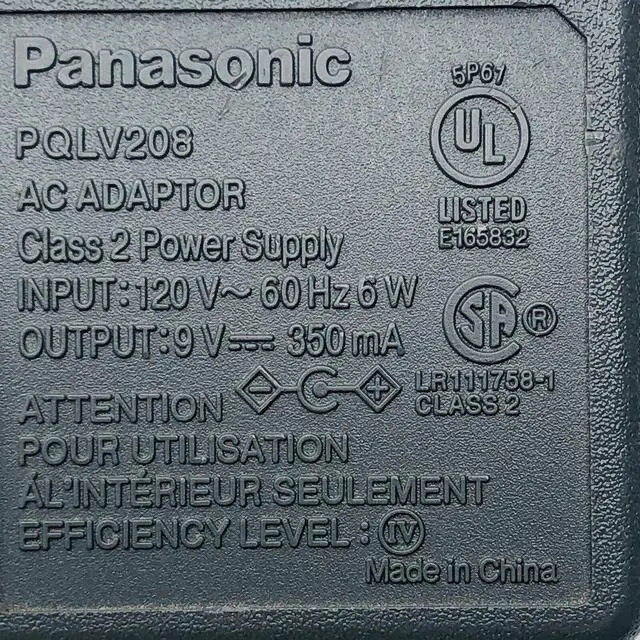 Panasonic
5P67
UL
PQLV208
AC ADAPTOR
LISTED
E165832
Class 2 Power Supply
INPUT: 120 V~ 60 Hz 6 W
SA ®
OUTPUT: 9 V⎓ 350 mA
LR111758-1
CLASS 2
ATTENTION
POUR UTILISATION
ÁL'INTÉRIEUR SEULEMENT
EFFICIENCY LEVEL : IV
Made in China